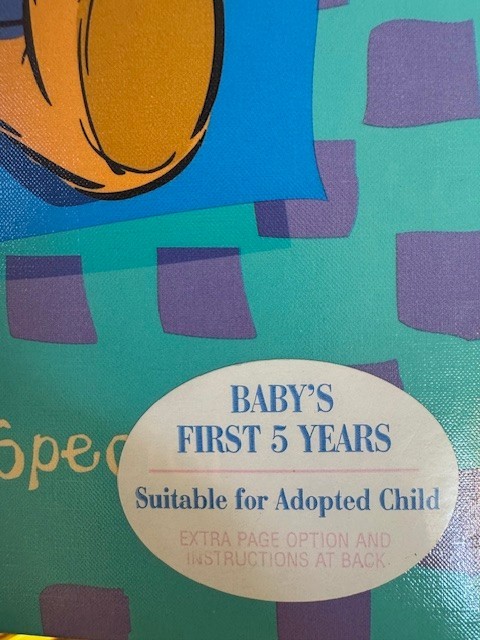 BABY'S
FIRST 5 YEARS
Suitable for Adopted Child
EXTRA PAGE OPTION AND
INSTRUCTIONS AT BACK